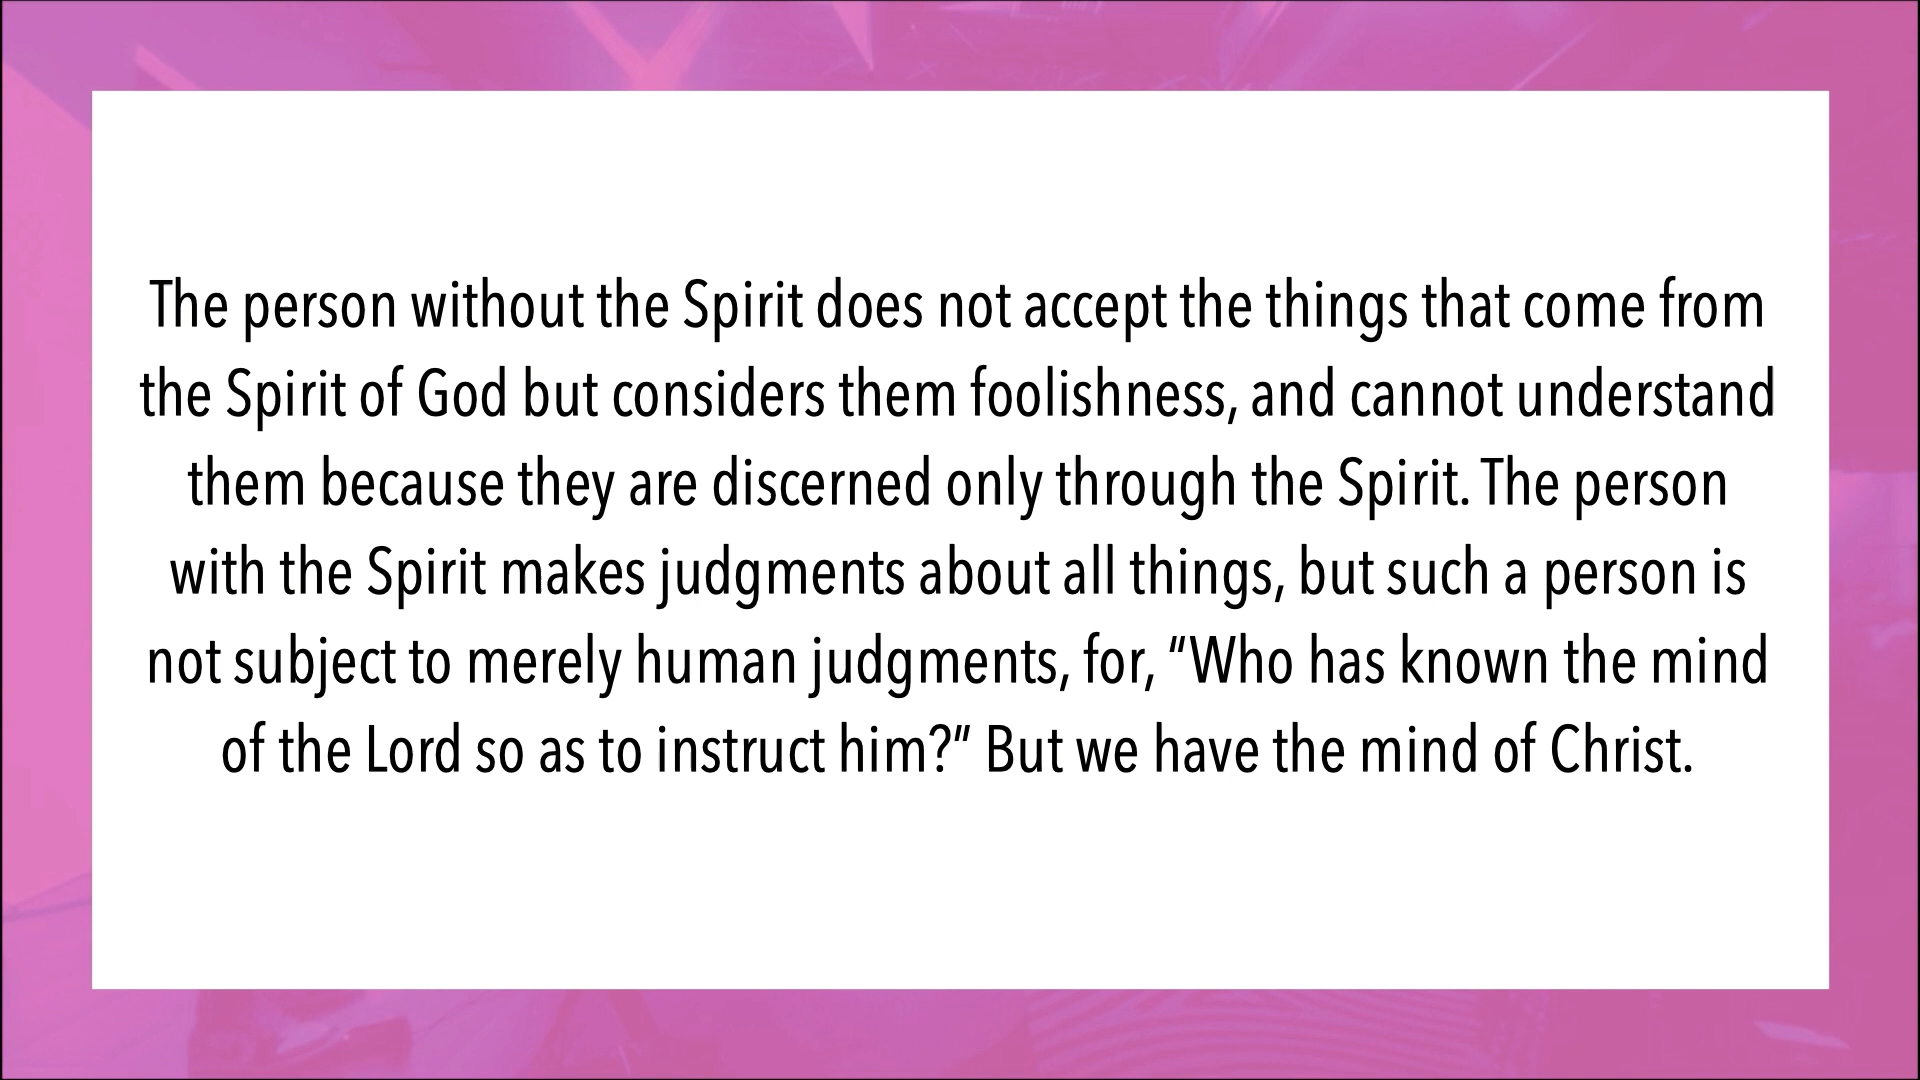 The person without the Spirit does not accept the things that come from
the Spirit of God but considers them foolishness, and cannot understand
them because they are discerned only through the Spirit. The person
with the Spirit makes judgments about all things, but such a person is
not subject to merely human judgments, for, “Who has known the mind
of the Lord so as to instruct him?” But we have the mind of Christ.